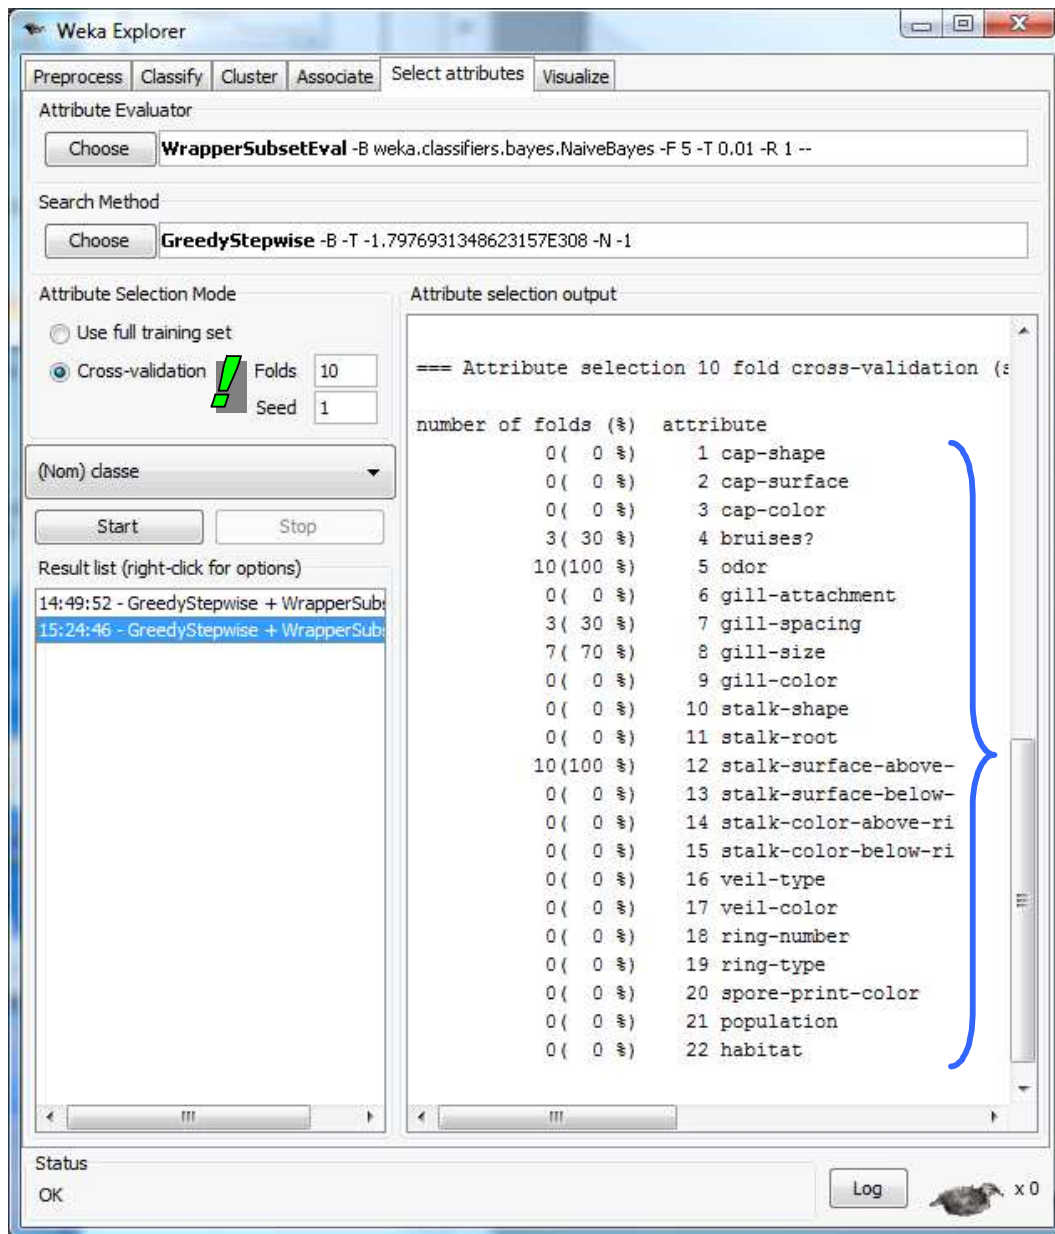 Weka Explorer
Preprocess Classify Cluster Associate Select attributes Visualize
Attribute Evaluator
Choose WrapperSubsetEval -B weka.classifiers.bayes.NaiveBayes -F 5 -T 0.01 -R 1 --
Search Method
Choose GreedyStepwise -B -T -1.7976931348623157E308 -N -1
Attribute Selection Mode
Use full training set
Cross-validation ! Folds 10
Seed 1
(Nom) classe
Start Stop
Result list (right-click for options)
14:49:52 - GreedyStepwise + WrapperSub
15:24:46 - GreedyStepwise + WrapperSub
Attribute selection output
=== Attribute selection 10 fold cross-validation (s
number of folds (%) attribute
0( 0 %) 1 cap-shape
0( 0 %) 2 cap-surface
0( 0 %) 3 cap-color
3( 30 %) 4 bruises?
10(100 %) 5 odor
0( 0 %) 6 gill-attachment
3( 30 %) 7 gill-spacing
7( 70 %) 8 gill-size
0( 0 %) 9 gill-color
0( 0 %) 10 stalk-shape
0( 0 %) 11 stalk-root
10(100 %) 12 stalk-surface-above-
0( 0 %) 13 stalk-surface-below-
0( 0 %) 14 stalk-color-above-ri
0( 0 %) 15 stalk-color-below-ri
0( 0 %) 16 veil-type
0( 0 %) 17 veil-color
0( 0 %) 18 ring-number
0( 0 %) 19 ring-type
0( 0 %) 20 spore-print-color
0( 0 %) 21 population
0( 0 %) 22 habitat
Status
OK
Log x 0